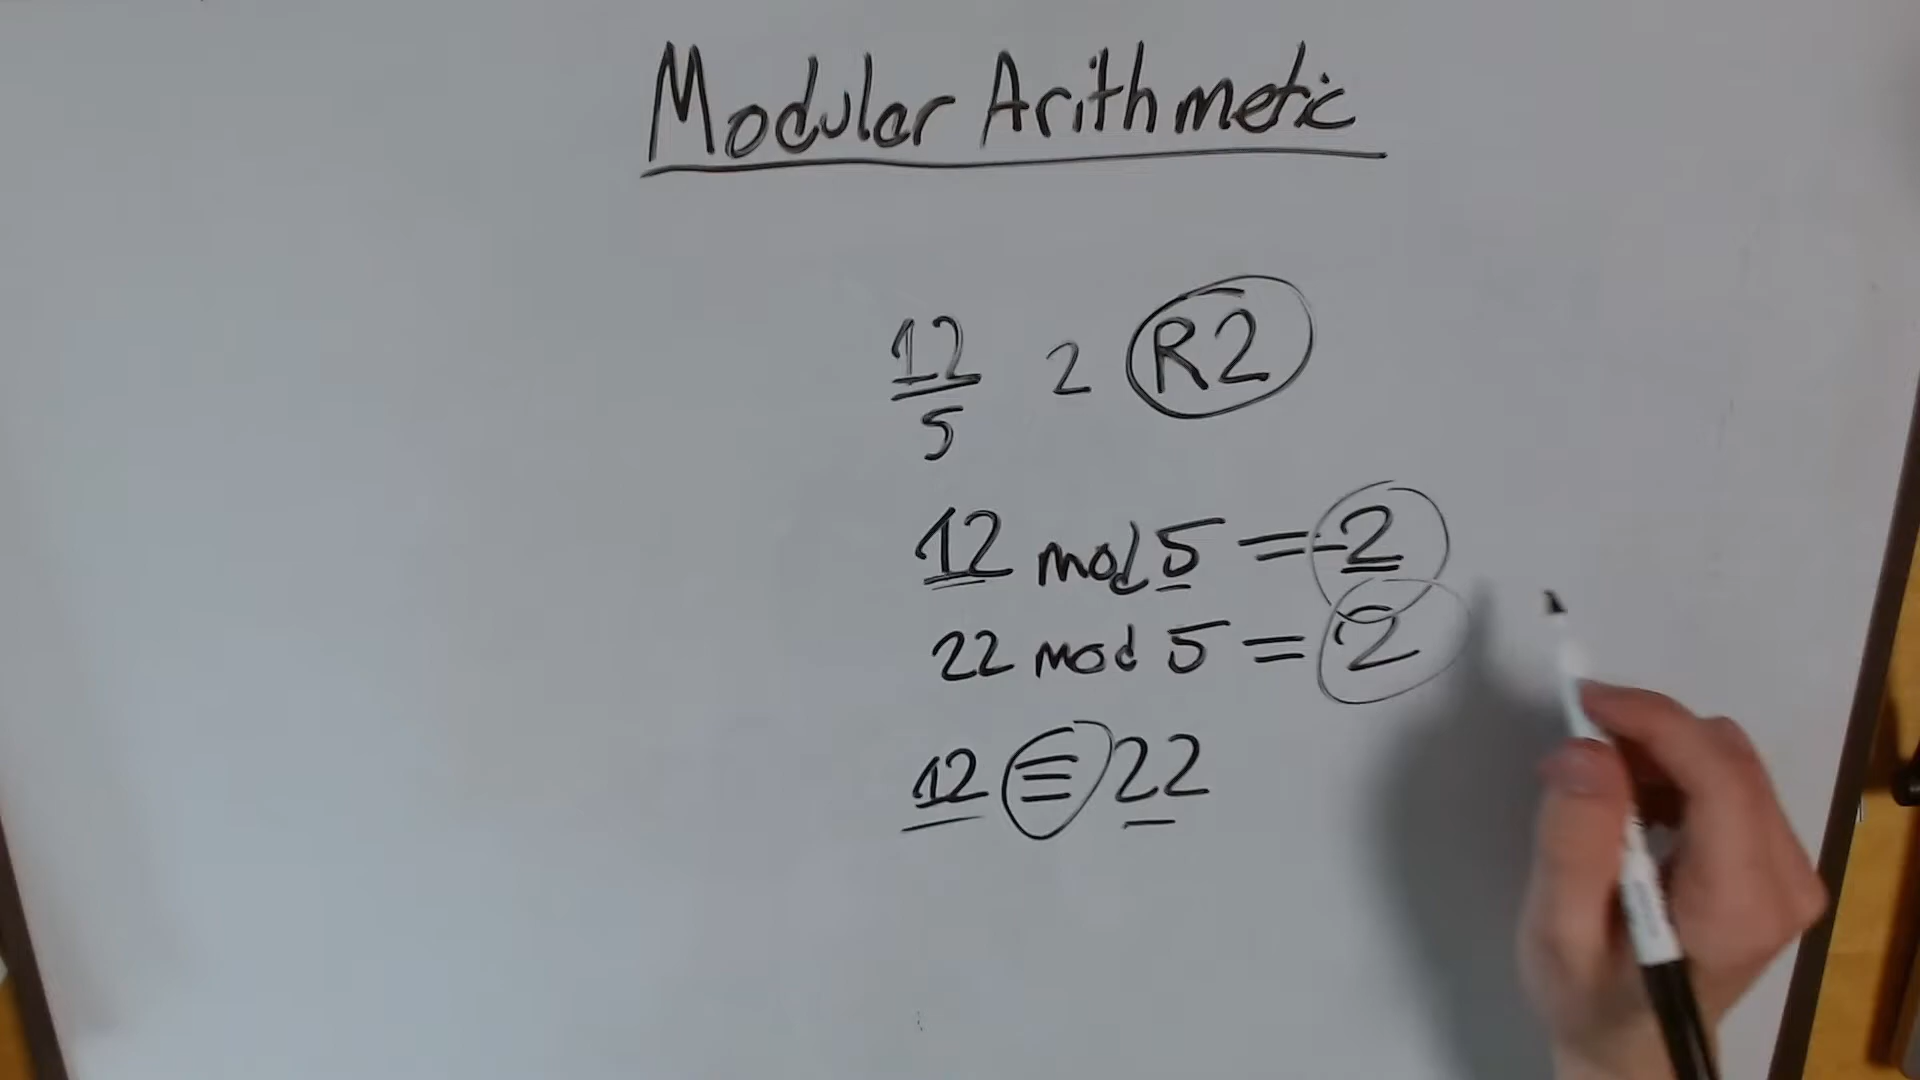 Modular Arithmetic
12/5 2 R2
12 mod 5 = 2
22 mod 5 = 2
12 ≡ 22